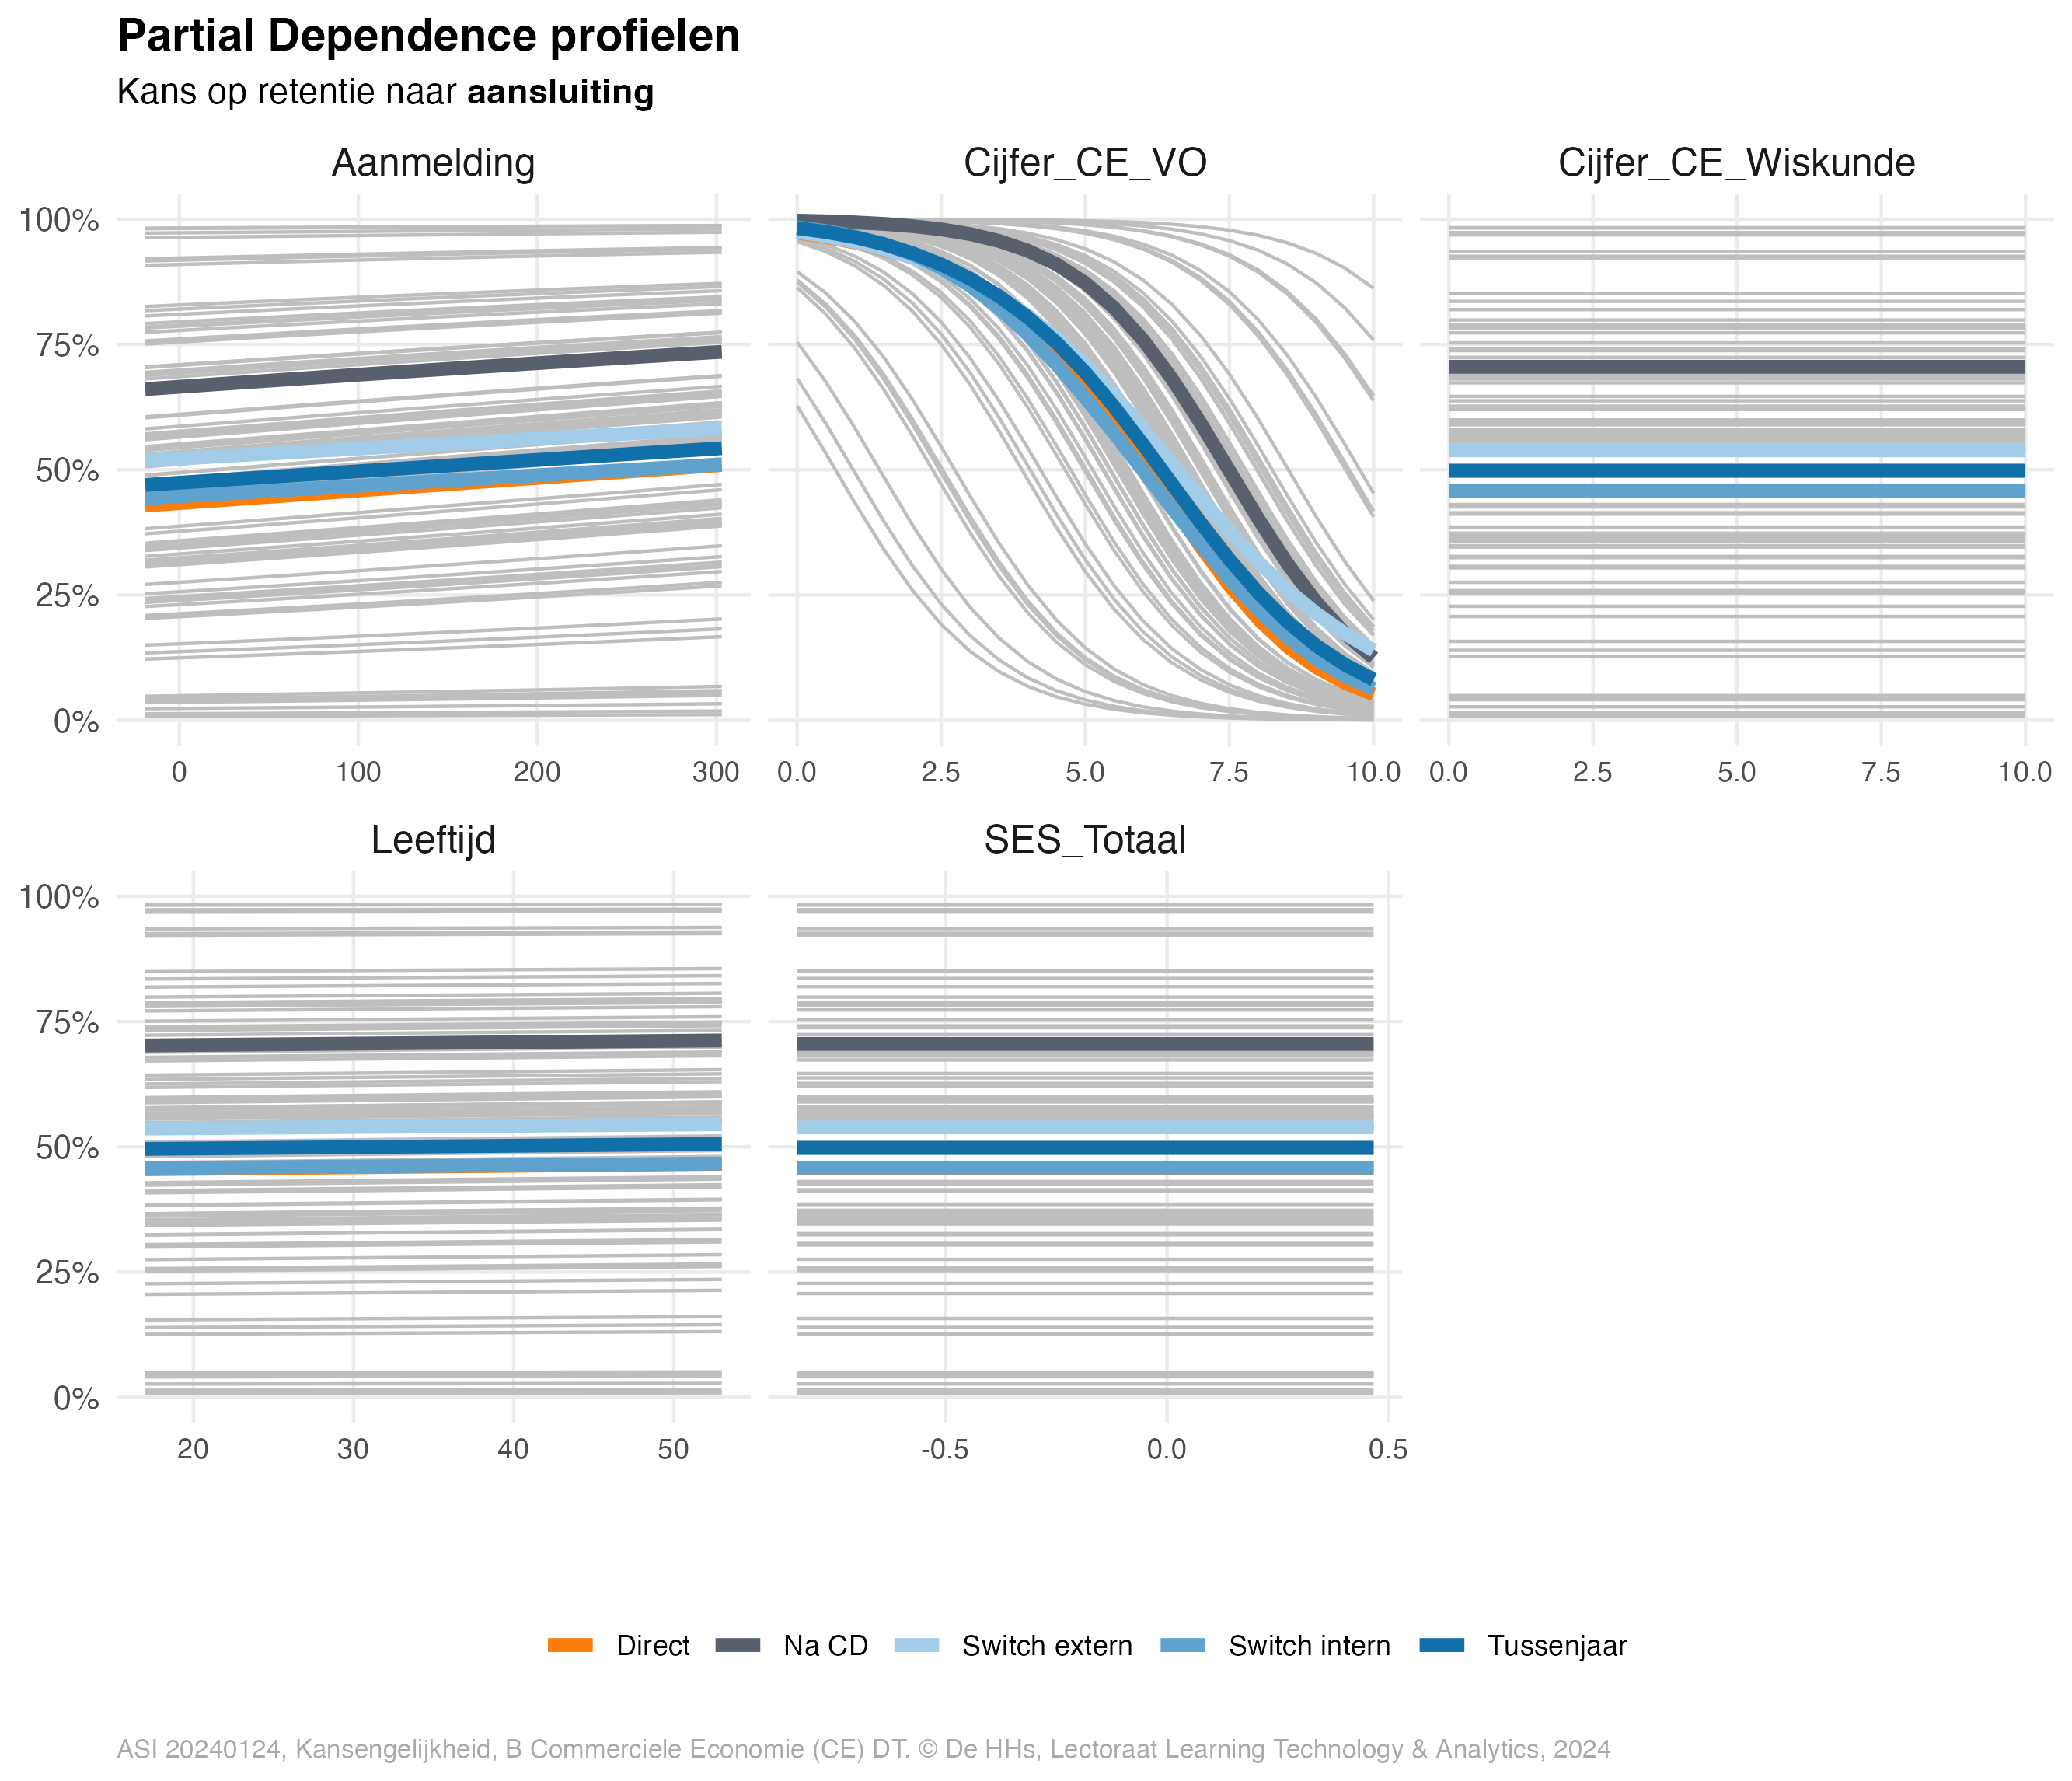 Partial Dependence profielen
Kans op retentie naar aansluiting
Aanmelding
Cijfer_CE_VO
Cijfer_CE_Wiskunde
100%
75%
50%
25%
0%
0 100 200 300
0.0 2.5 5.0 7.5 10.0
0.0 2.5 5.0 7.5 10.0
Leeftijd
SES_Totaal
100%
75%
50%
25%
0%
20 30 40 50
-0.5 0.0 0.5
Direct Na CD Switch extern Switch intern Tussenjaar
ASI 20240124, Kansengelijkheid, B Commerciele Economie (CE) DT. © De HHs, Lectoraat Learning Technology & Analytics, 2024